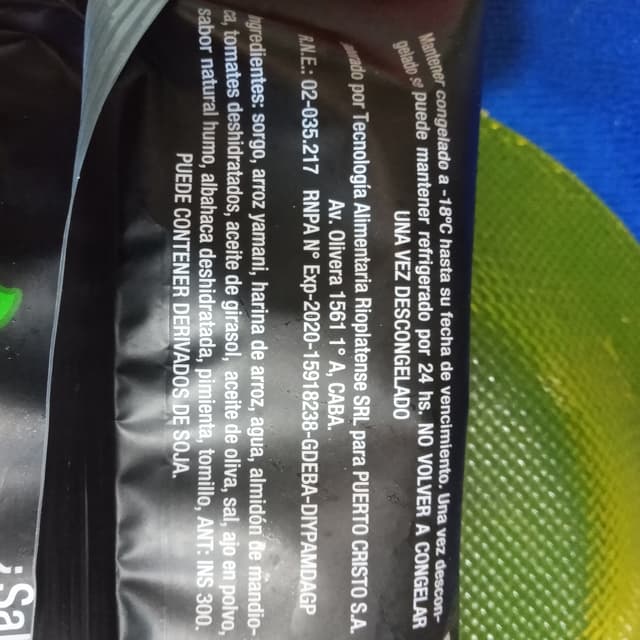 Mantener congelado a -18ºC hasta su fecha de vencimiento. Una vez descon-
gelado se puede mantener refrigerado por 24 hs. NO VOLVER A CONGELAR
UNA VEZ DESCONGELADO
por Tecnología Alimentaria Rioplatense SRL para PUERTO CRISTO S.A.
Av. Olivera 1561 1° A, CABA.
R.N.E.: 02-035.217 RNPA N° Exp-2020-15918238-GDEBA-DIYPAMDAGP
ngredientes: sorgo, arroz yamani, harina de arroz, agua, almidón de mandio-
ca, tomates deshidratados, aceite de girasol, aceite de oliva, sal, ajo en polvo,
sabor natural humo, albahaca deshidratada, pimienta, tomillo, ANT: INS 300.
PUEDE CONTENER DERIVADOS DE SOJA.
¿Sal